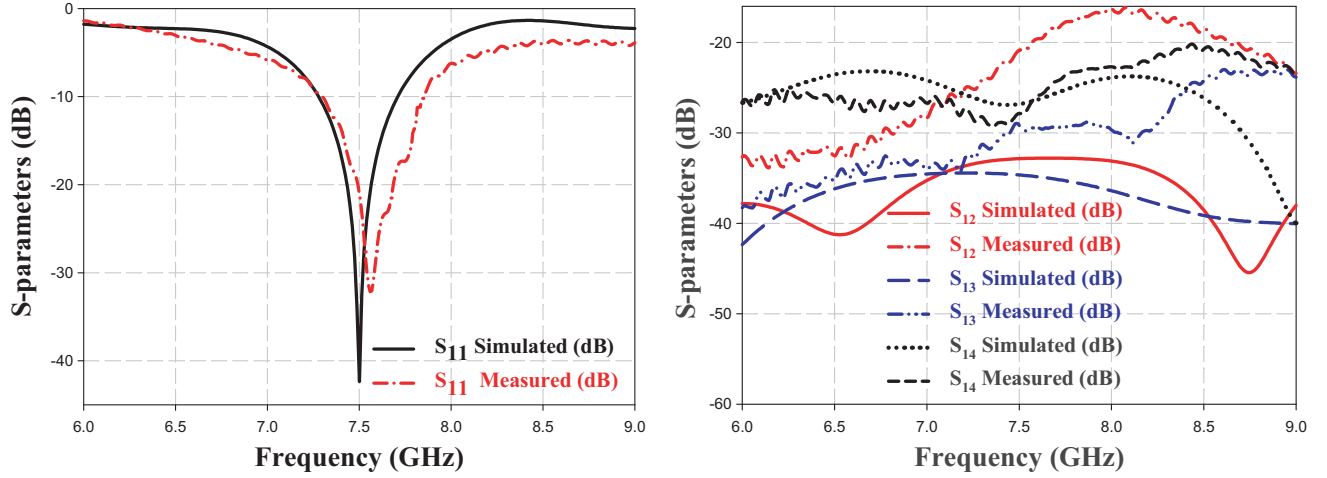 0
-10
-20
-30
-40
S-parameters (dB)
S11 Simulated (dB)
S11 Measured (dB)
6.0 6.5 7.0 7.5 8.0 8.5 9.0
Frequency (GHz)
-20
-30
-40
-50
-60
S-parameters (dB)
S12 Simulated (dB)
S12 Measured (dB)
S13 Simulated (dB)
S13 Measured (dB)
S14 Simulated (dB)
S14 Measured (dB)
6.0 6.5 7.0 7.5 8.0 8.5 9.0
Frequency (GHz)